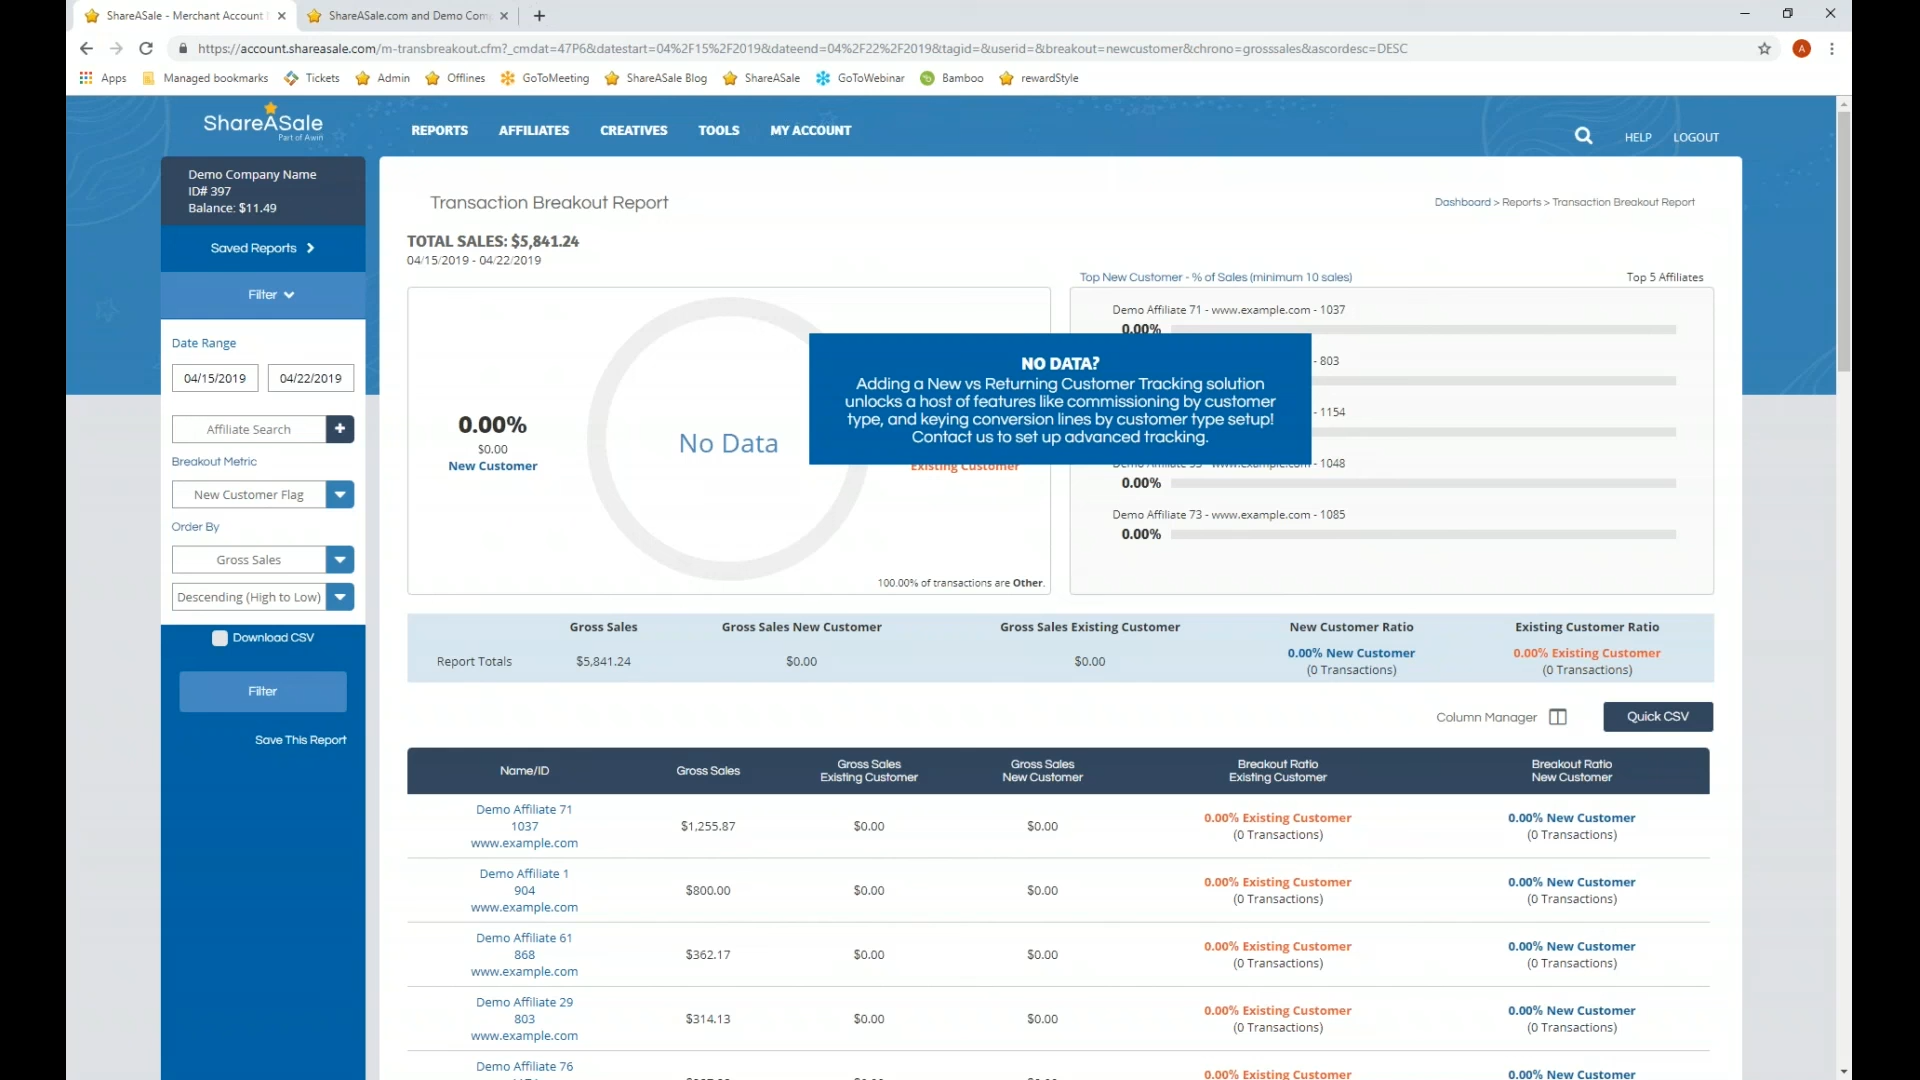 ShareASale - Merchant Account
ShareASale.com and Demo Com
https://account.shareasale.com/m-transbreakout.cfm?_cmdat=47P6&datestart=04%2F15%2F2019&dateend=04%2F22%2F2019&tagid=&userid=&breakout=newcustomer&chrono=grosssales&ascordesc=DESC
A
Apps
Managed bookmarks
Tickets
Admin
Offlines
GoToMeeting
ShareASale Blog
ShareASale
GoToWebinar
Bamboo
rewardStyle
ShareASale
Part of Awin
REPORTS
AFFILIATES
CREATIVES
TOOLS
MY ACCOUNT
HELP
LOGOUT
Demo Company Name
ID# 397
Balance: $11.49
Saved Reports
Filter
Date Range
04/15/2019
04/22/2019
Affiliate Search
+
Breakout Metric
New Customer Flag
Order By
Gross Sales
Descending (High to Low)
Download CSV
Filter
Save This Report
Transaction Breakout Report
Dashboard > Reports > Transaction Breakout Report
TOTAL SALES: $5,841.24
04/15/2019 - 04/22/2019
Top New Customer - % of Sales (minimum 10 sales)
Top 5 Affiliates
0.00%
$0.00
New Customer
No Data
Existing Customer
100.00% of transactions are Other.
NO DATA?
Adding a New vs Returning Customer Tracking solution
unlocks a host of features like commissioning by customer
type, and keying conversion lines by customer type setup!
Contact us to set up advanced tracking.
Demo Affiliate 71 - www.example.com - 1037
0.00%
- 803
- 1154
- 1048
0.00%
Demo Affiliate 73 - www.example.com - 1085
0.00%
Gross Sales
Gross Sales New Customer
Gross Sales Existing Customer
New Customer Ratio
Existing Customer Ratio
Report Totals
$5,841.24
$0.00
$0.00
0.00% New Customer
(0 Transactions)
0.00% Existing Customer
(0 Transactions)
Column Manager
Quick CSV
Name/ID
Gross Sales
Gross Sales
Existing Customer
Gross Sales
New Customer
Breakout Ratio
Existing Customer
Breakout Ratio
New Customer
Demo Affiliate 71
1037
www.example.com
$1,255.87
$0.00
$0.00
0.00% Existing Customer
(0 Transactions)
0.00% New Customer
(0 Transactions)
Demo Affiliate 1
904
www.example.com
$800.00
$0.00
$0.00
0.00% Existing Customer
(0 Transactions)
0.00% New Customer
(0 Transactions)
Demo Affiliate 61
868
www.example.com
$362.17
$0.00
$0.00
0.00% Existing Customer
(0 Transactions)
0.00% New Customer
(0 Transactions)
Demo Affiliate 29
803
www.example.com
$314.13
$0.00
$0.00
0.00% Existing Customer
(0 Transactions)
0.00% New Customer
(0 Transactions)
Demo Affiliate 76
0.00% Existing Customer
0.00% New Customer